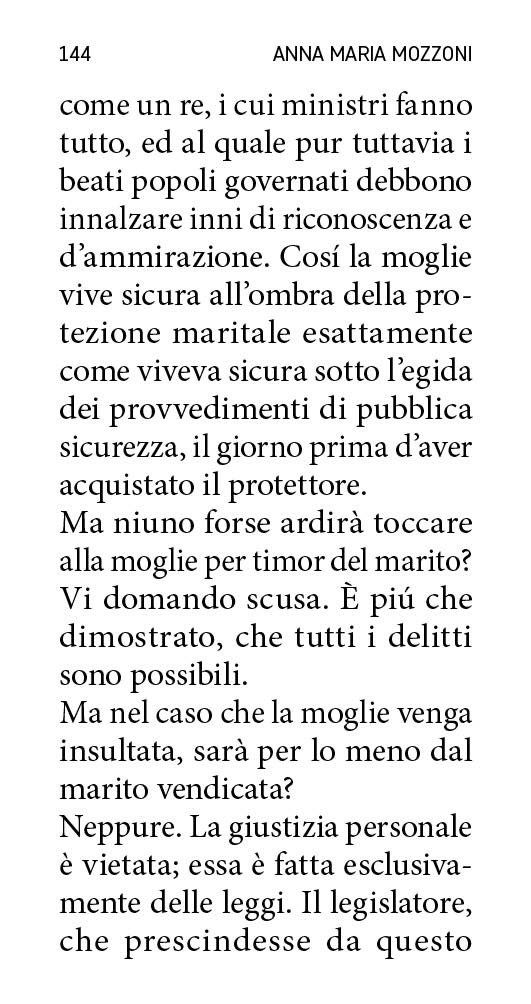 144 ANNA MARIA MOZZONI
come un re, i cui ministri fanno
tutto, ed al quale pur tuttavia i
beati popoli governati debbono
innalzare inni di riconoscenza e
d’ammirazione. Cosí la moglie
vive sicura all’ombra della pro-
tezione maritale esattamente
come viveva sicura sotto l’egida
dei provvedimenti di pubblica
sicurezza, il giorno prima d’aver
acquistato il protettore.
Ma niuno forse ardirà toccare
alla moglie per timor del marito?
Vi domando scusa. È piú che
dimostrato, che tutti i delitti
sono possibili.
Ma nel caso che la moglie venga
insultata, sarà per lo meno dal
marito vendicata?
Neppure. La giustizia personale
è vietata; essa è fatta esclusiva-
mente delle leggi. Il legislatore,
che prescindesse da questo